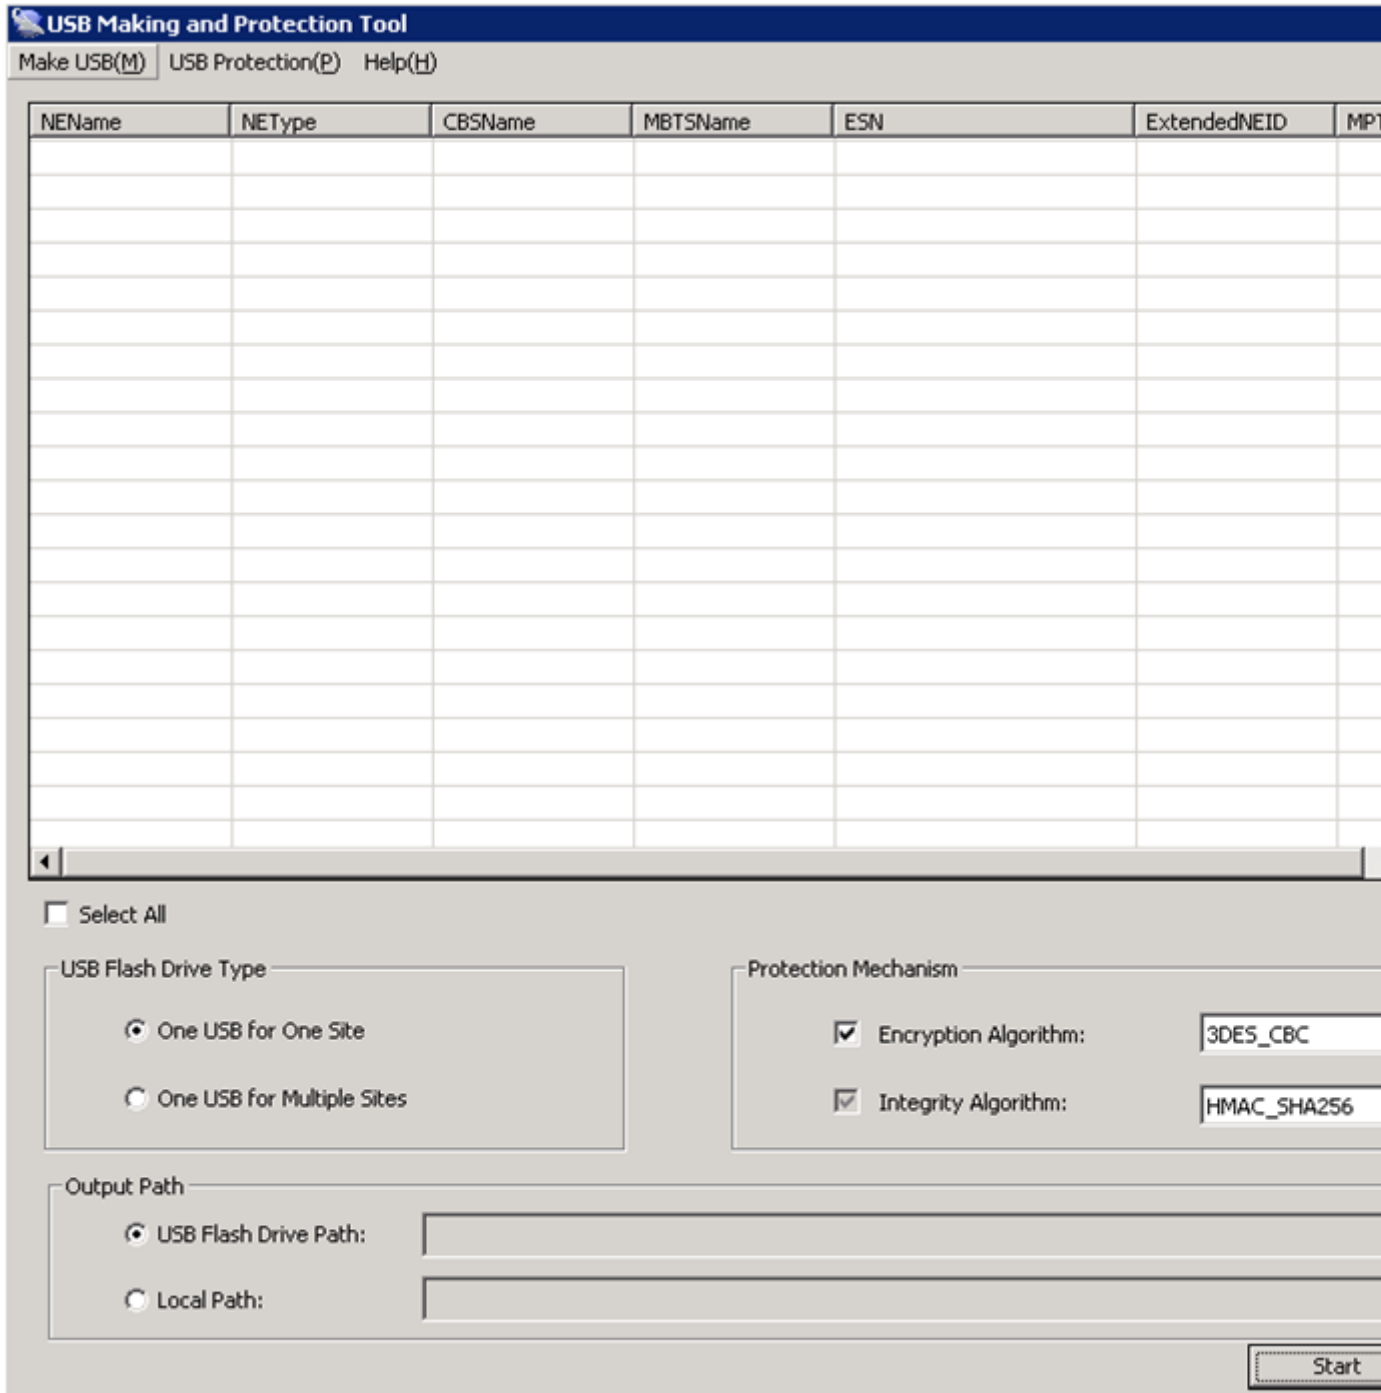 USB Making and Protection Tool
Make USB(M) USB Protection(P) Help(H)
NEName NEType CBSName MBTSName ESN ExtendedNEID MPT
Select All
USB Flash Drive Type
One USB for One Site
One USB for Multiple Sites
Protection Mechanism
Encryption Algorithm: 3DES_CBC
Integrity Algorithm: HMAC_SHA256
Output Path
USB Flash Drive Path:
Local Path:
Start